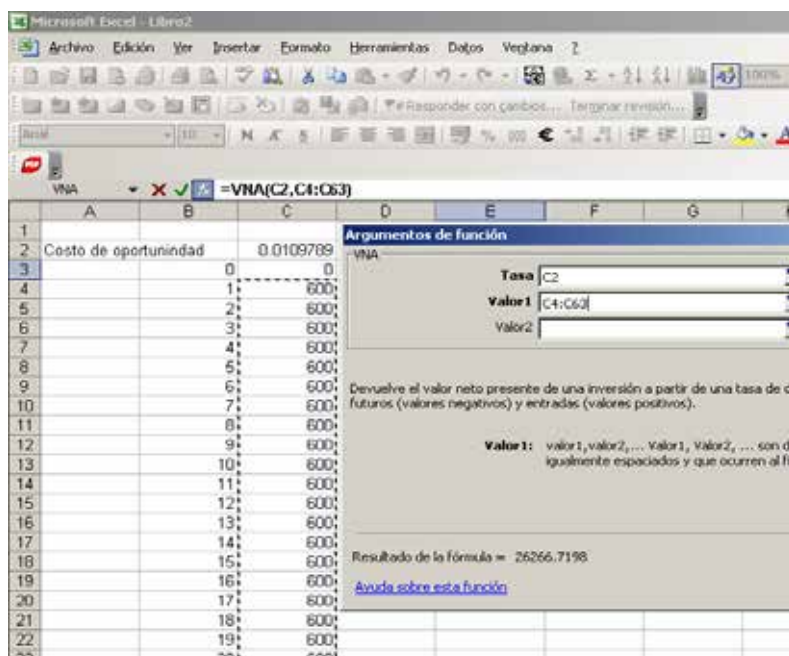 Microsoft Excel - Libro2
Archivo Edición Ver Insertar Formato Herramientas Datos Ventana ?
100%
Responder con cambios... Terminar revisión...
Arial 10 N K S % 000 €
VNA =VNA(C2,C4:C63)
A B C D E F G
1
2 Costo de oportunindad 0.0109789
3 0 0
4 1 600
5 2 600
6 3 600
7 4 600
8 5 600
9 6 600
10 7 600
11 8 600
12 9 600
13 10 600
14 11 600
15 12 600
16 13 600
17 14 600
18 15 600
19 16 600
20 17 600
21 18 600
22 19 600
Argumentos de función
VNA
Tasa C2
Valor1 C4:C63
Valor2
Devuelve el valor neto presente de una inversión a partir de una tasa de
futuros (valores negativos) y entradas (valores positivos).
Valor1: valor1,valor2,... Valor1, Valor2, ... son
igualmente espaciados y que ocurren al
Resultado de la fórmula = 26266.7198
Ayuda sobre esta función